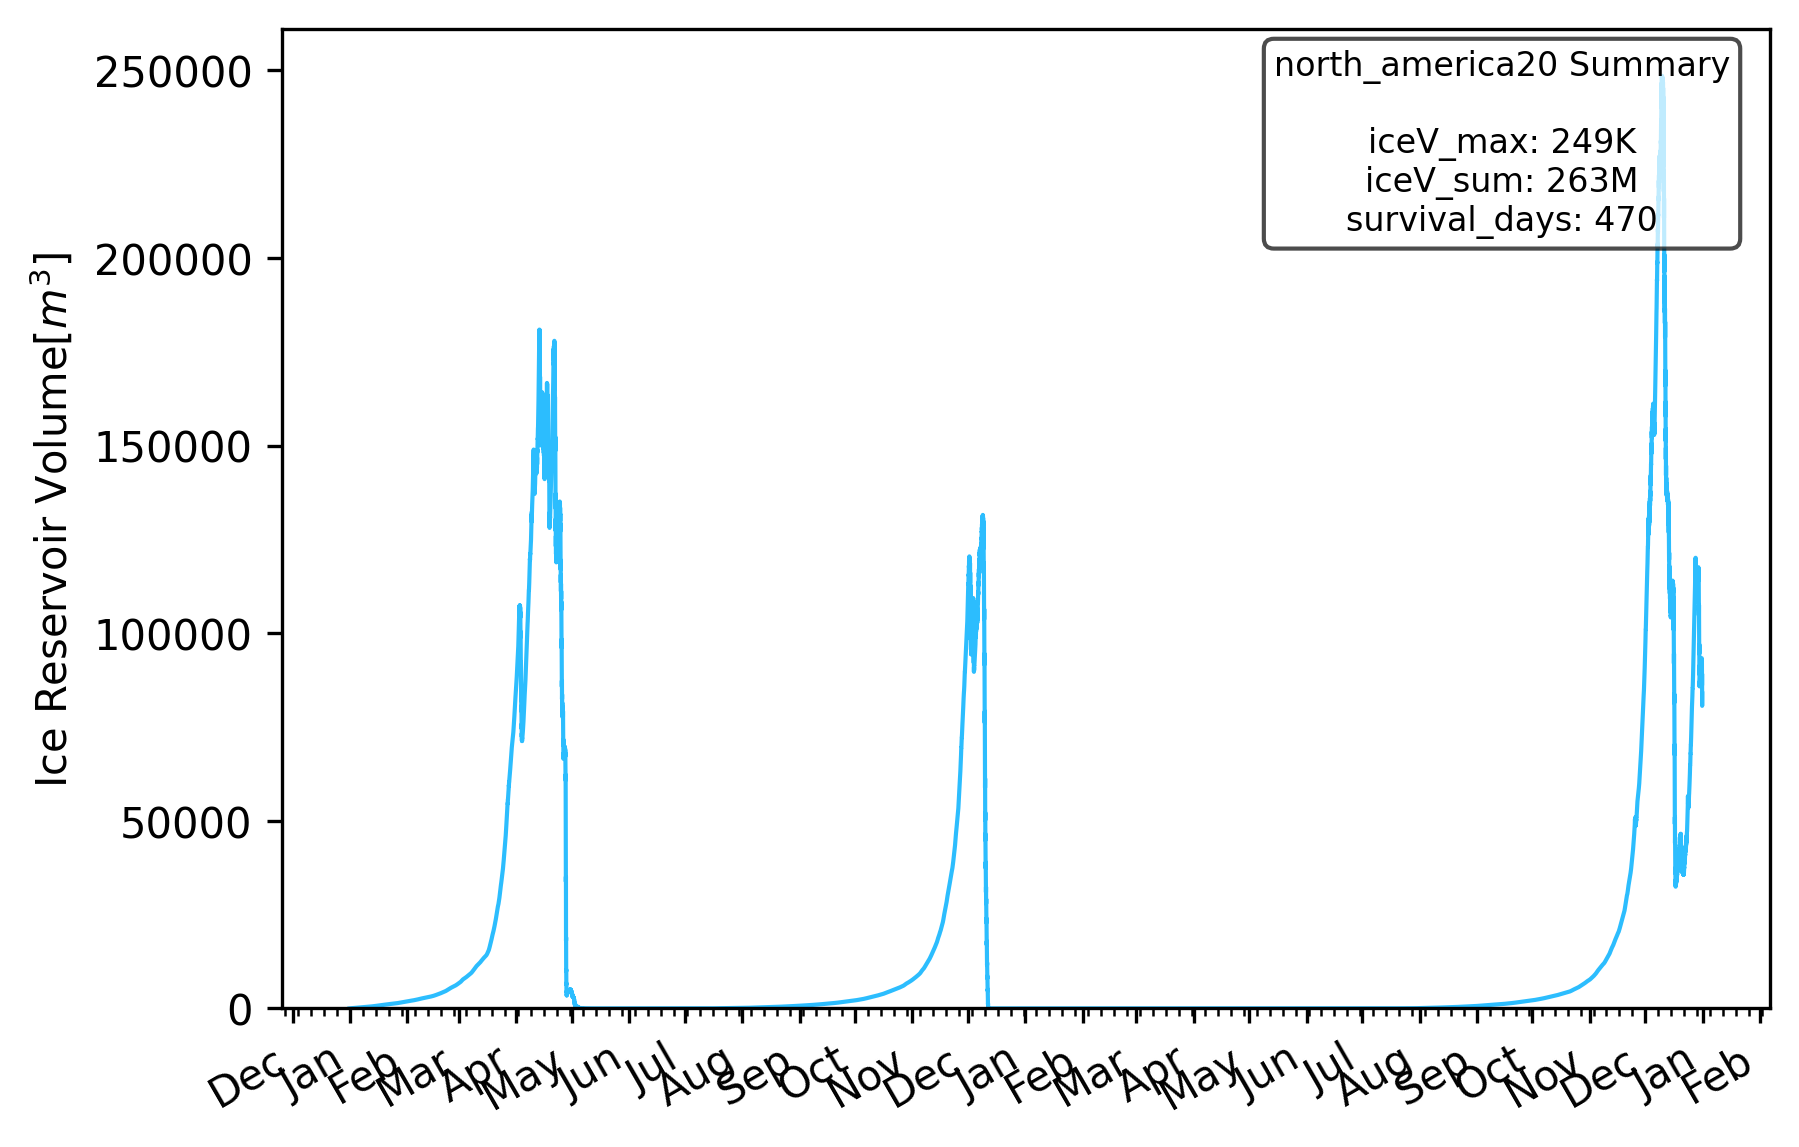 north_america20 Summary
iceV_max: 249K
iceV_sum: 263M
survival_days: 470
Ice Reservoir Volume[m³]
250000
200000
150000
100000
50000
0
Dec Jan Feb Mar Apr May Jun Jul Aug Sep Oct Nov Dec Jan Feb Mar Apr May Jun Jul Aug Sep Oct Nov Dec Jan Feb